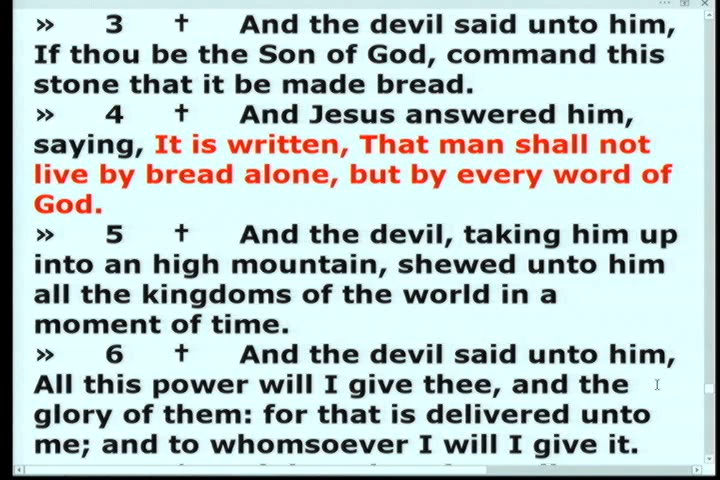 » 3 ✝ And the devil said unto him,
If thou be the Son of God, command this
stone that it be made bread.
» 4 ✝ And Jesus answered him,
saying, It is written, That man shall not
live by bread alone, but by every word of
God.
» 5 ✝ And the devil, taking him up
into an high mountain, shewed unto him
all the kingdoms of the world in a
moment of time.
» 6 ✝ And the devil said unto him,
All this power will I give thee, and the
glory of them: for that is delivered unto
me; and to whomsoever I will I give it.